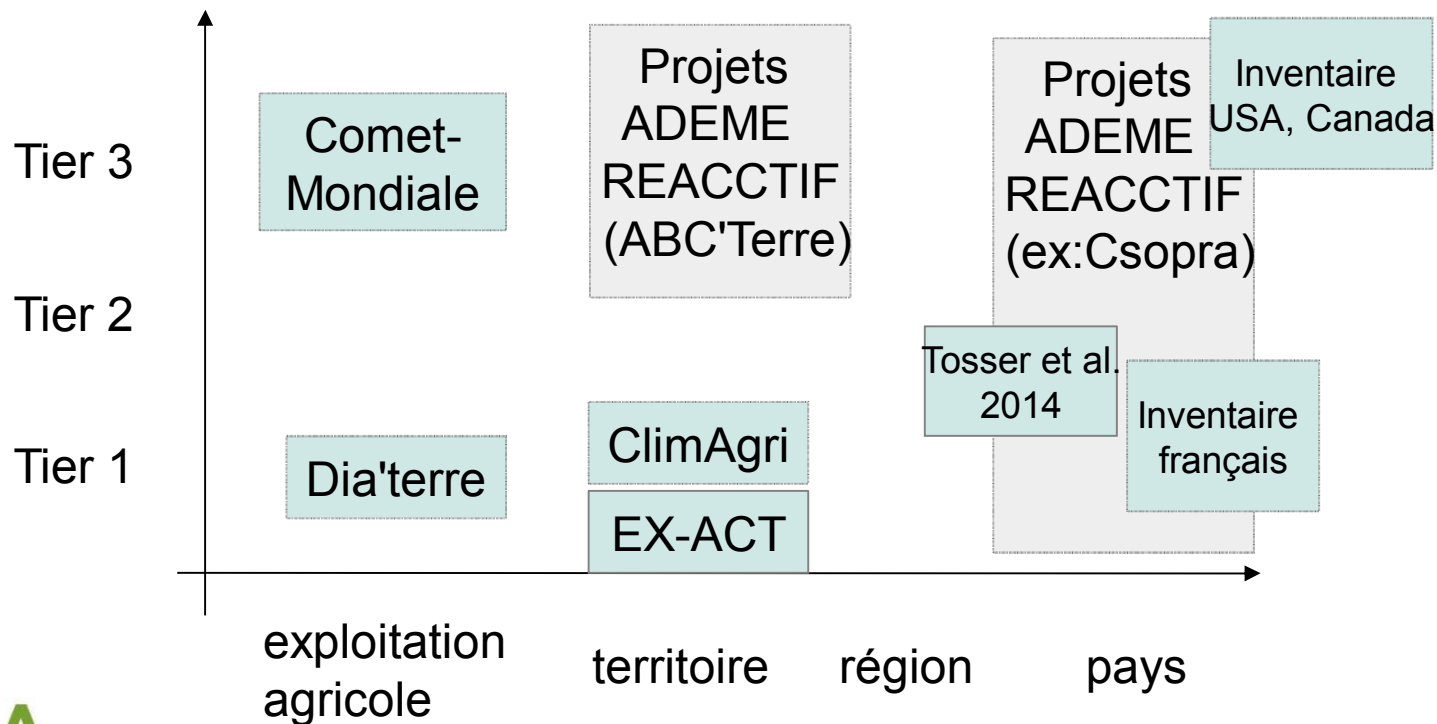 Tier 3
Tier 2
Tier 1
Comet-
Mondiale
Dia'terre
Projets
ADEME
REACCTIF
(ABC'Terre)
ClimAgri
EX-ACT
Projets
ADEME
REACCTIF
(ex:Csopra)
Inventaire
USA, Canada
Tosser et al.
2014
Inventaire
français
exploitation
agricole
territoire
région
pays